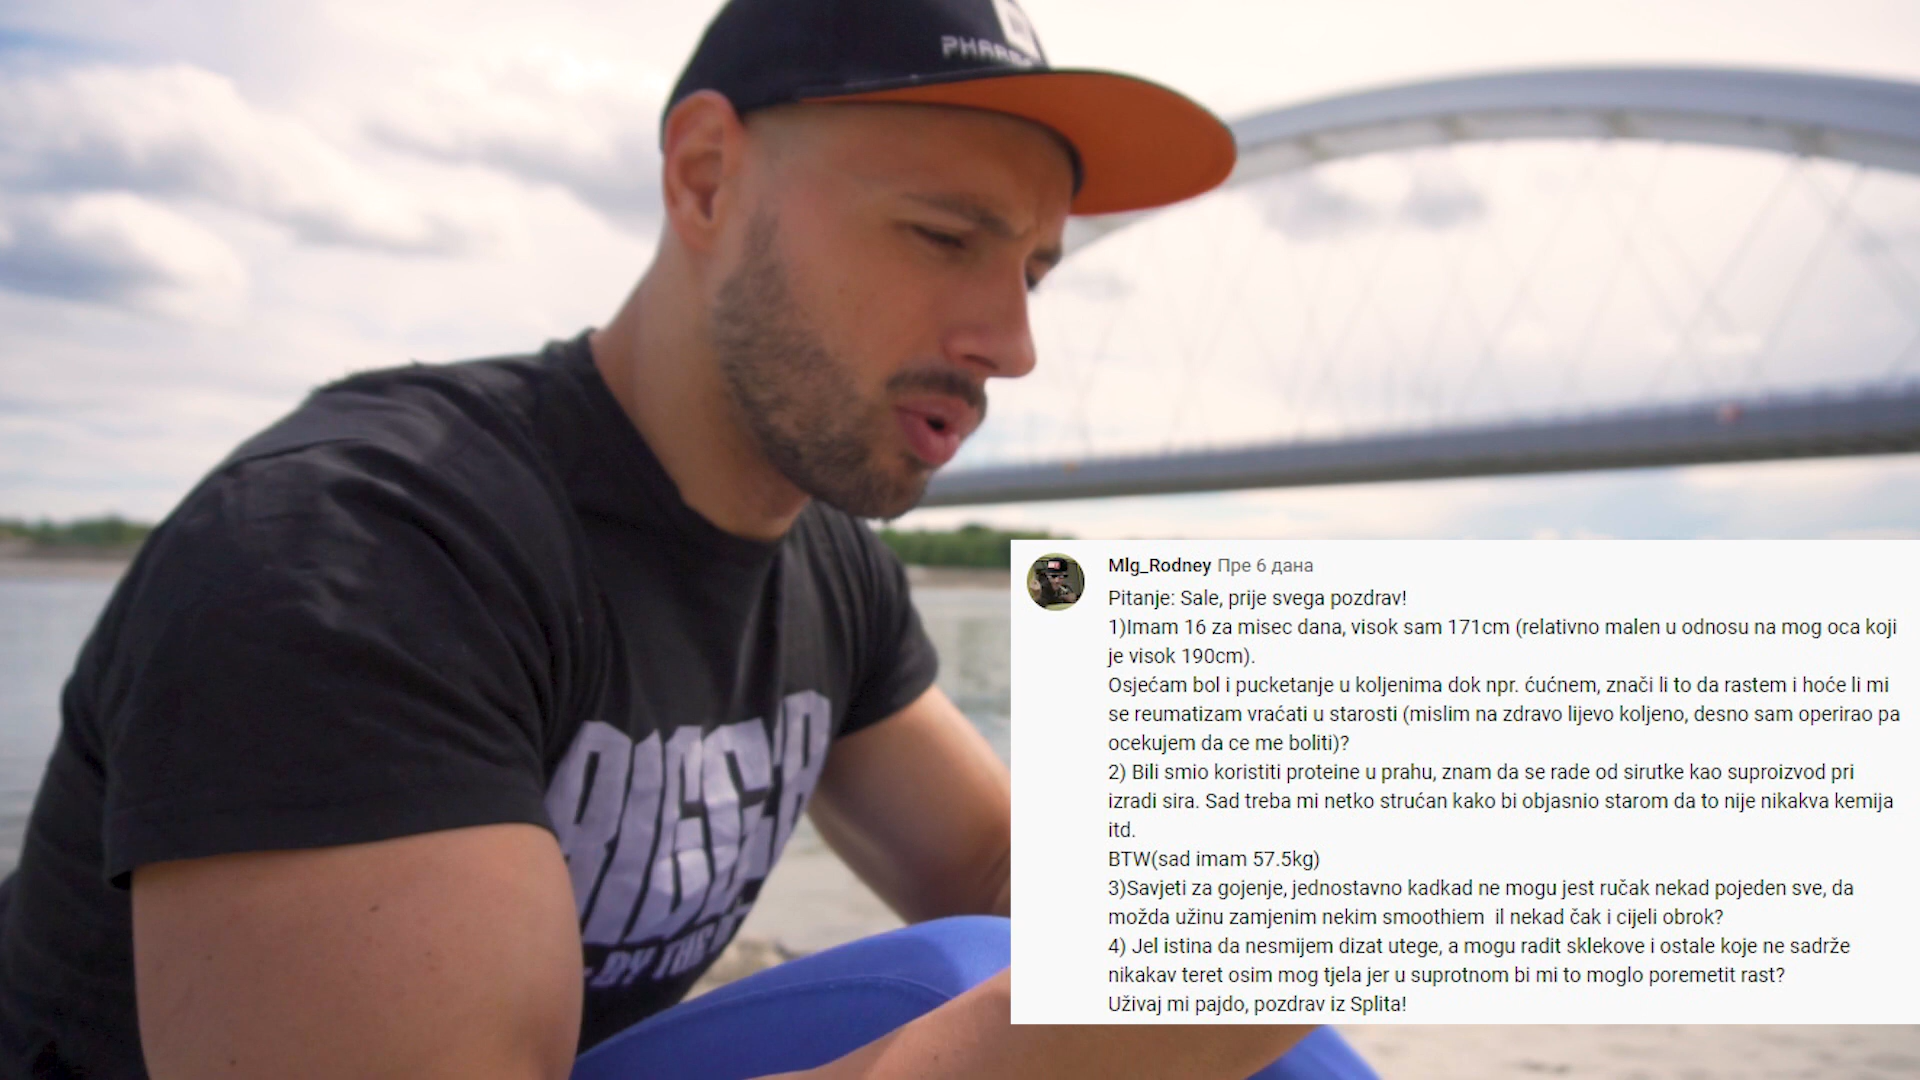 Mlg_Rodney Пре 6 дана
Pitanje: Sale, prije svega pozdrav!
1)Imam 16 za misec dana, visok sam 171cm (relativno malen u odnosu na mog oca koji
je visok 190cm).
Osjećam bol i pucketanje u koljenima dok npr. ćućnem, znači li to da rastem i hoće li mi
se reumatizam vraćati u starosti (mislim na zdravo lijevo koljeno, desno sam operirao pa
ocekujem da ce me boliti)?
2) Bili smio koristiti proteine u prahu, znam da se rade od sirutke kao suproizvod pri
izradi sira. Sad treba mi netko strućan kako bi objasnio starom da to nije nikakva kemija
itd.
BTW(sad imam 57.5kg)
3)Savjeti za gojenje, jednostavno kadkad ne mogu jest ručak nekad pojeden sve, da
možda užinu zamjenim nekim smoothiem il nekad čak i cijeli obrok?
4) Jel istina da nesmijem dizat utege, a mogu radit sklekove i ostale koje ne sadrže
nikakav teret osim mog tjela jer u suprotnom bi mi to moglo poremetit rast?
Uživaj mi pajdo, pozdrav iz Splita!
BIGGER
BY THE